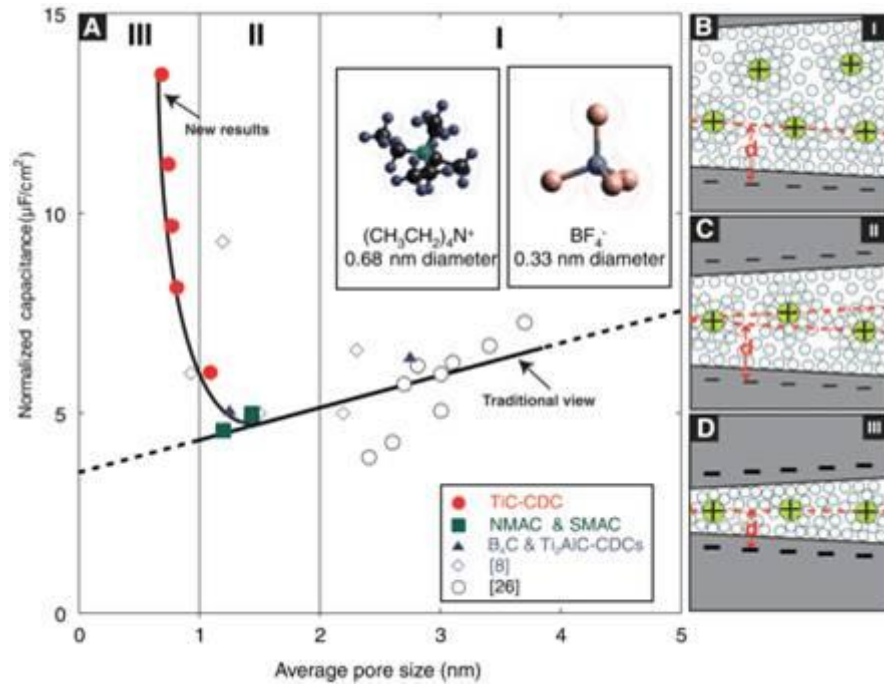 15
A
III
II
I
B
I
New results
(CH₃CH₂)₄N⁺
0.68 nm diameter
BF₄⁻
0.33 nm diameter
d
10
C
II
Normalized capacitance(μF/cm²)
d
Traditional view
5
D
III
TiC-CDC
NMAC & SMAC
B₄C & Ti₂AlC-CDCs
[8]
[26]
d
0
0 1 2 3 4 5
Average pore size (nm)